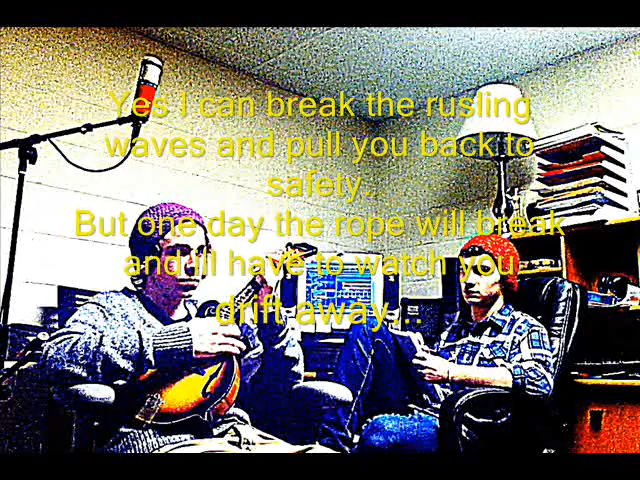 Yes I can break the rusling
waves and pull you back to
safety.
But one day the rope will break
and ill have to watch you
drift away...